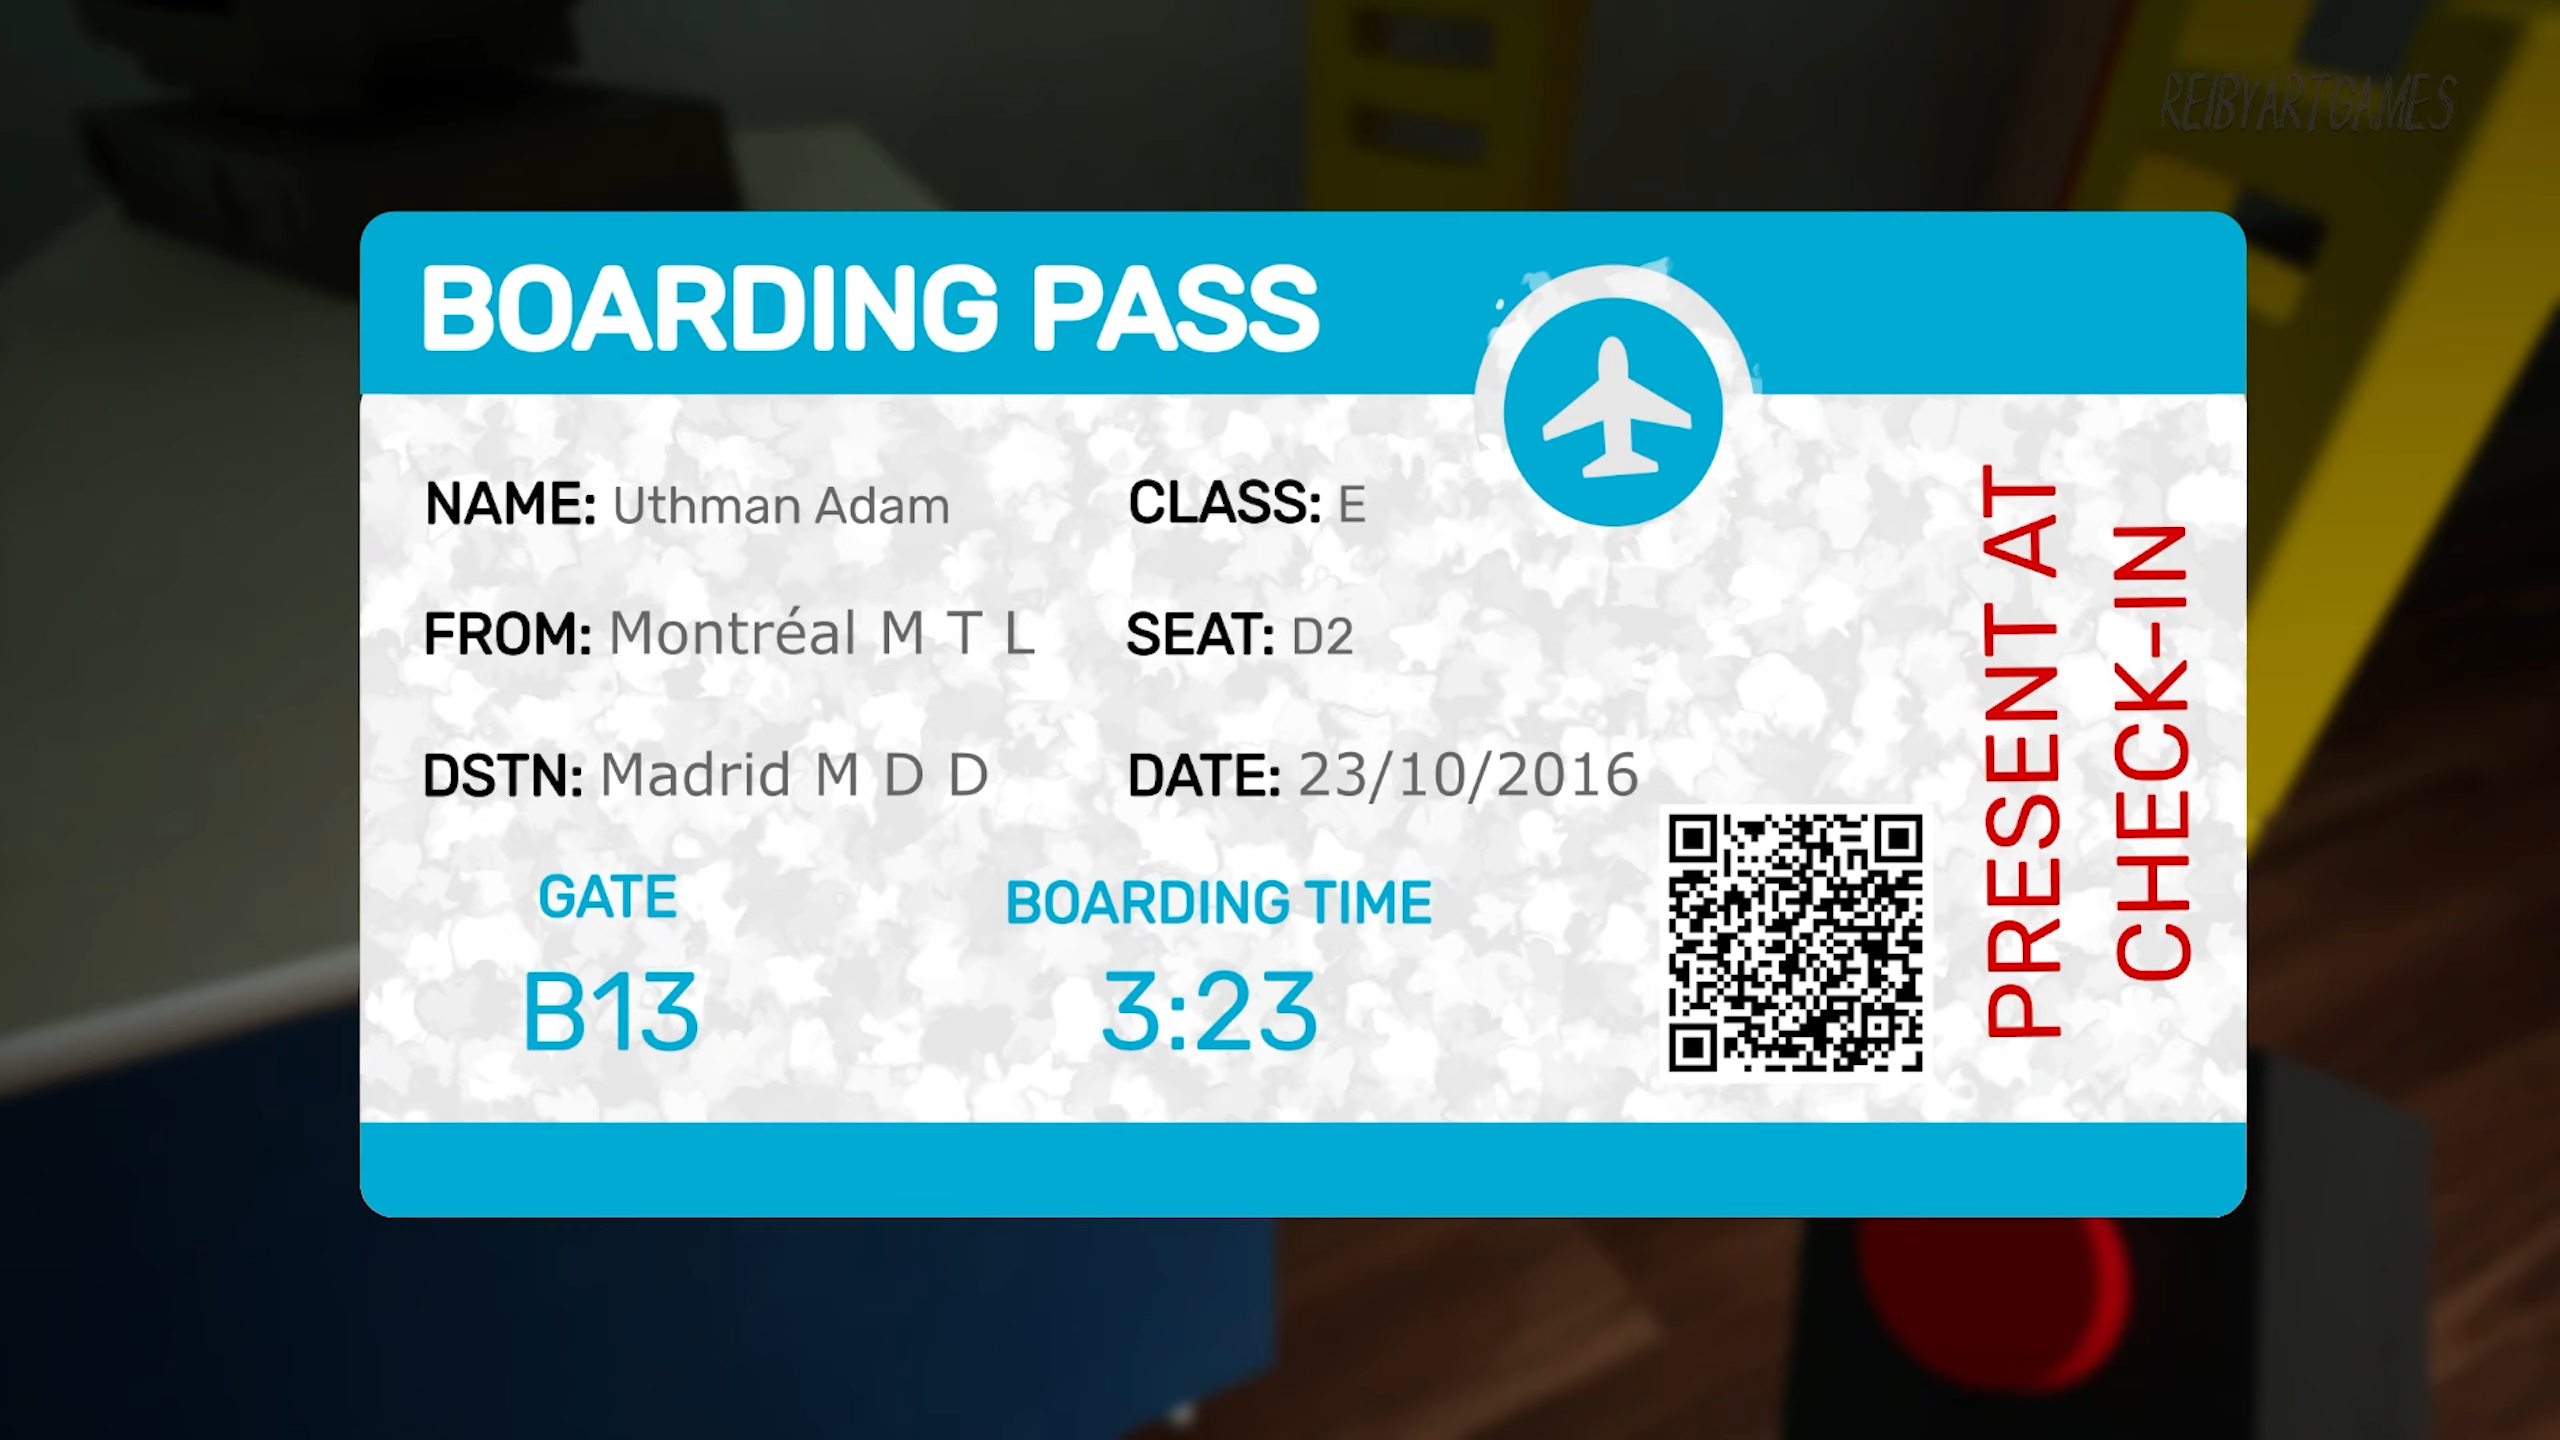 REIBYARTGAMES
BOARDING PASS
NAME: Uthman Adam
CLASS: E
FROM: Montréal M T L
SEAT: D2
DSTN: Madrid M D D
DATE: 23/10/2016
GATE
BOARDING TIME
B13
3:23
PRESENT AT
CHECK-IN